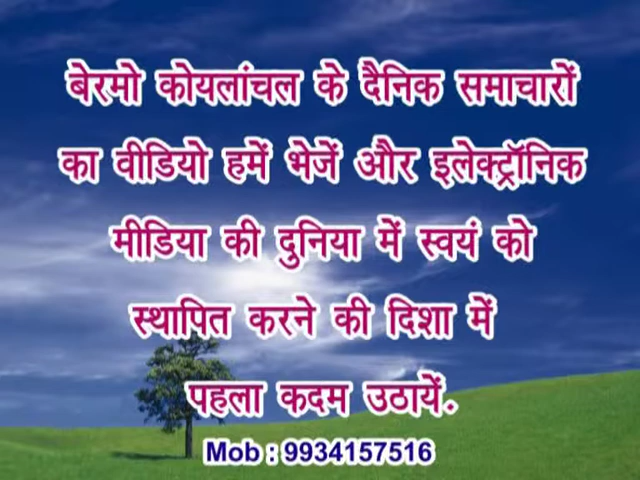 बेरमो कोयलांचल के दैनिक समाचारों
का वीडियो हमें भेजें और इलेक्ट्रॉनिक
मीडिया की दुनिया में स्वयं को
स्थापित करने की दिशा में
पहला कदम उठायें.
Mob : 9934157516